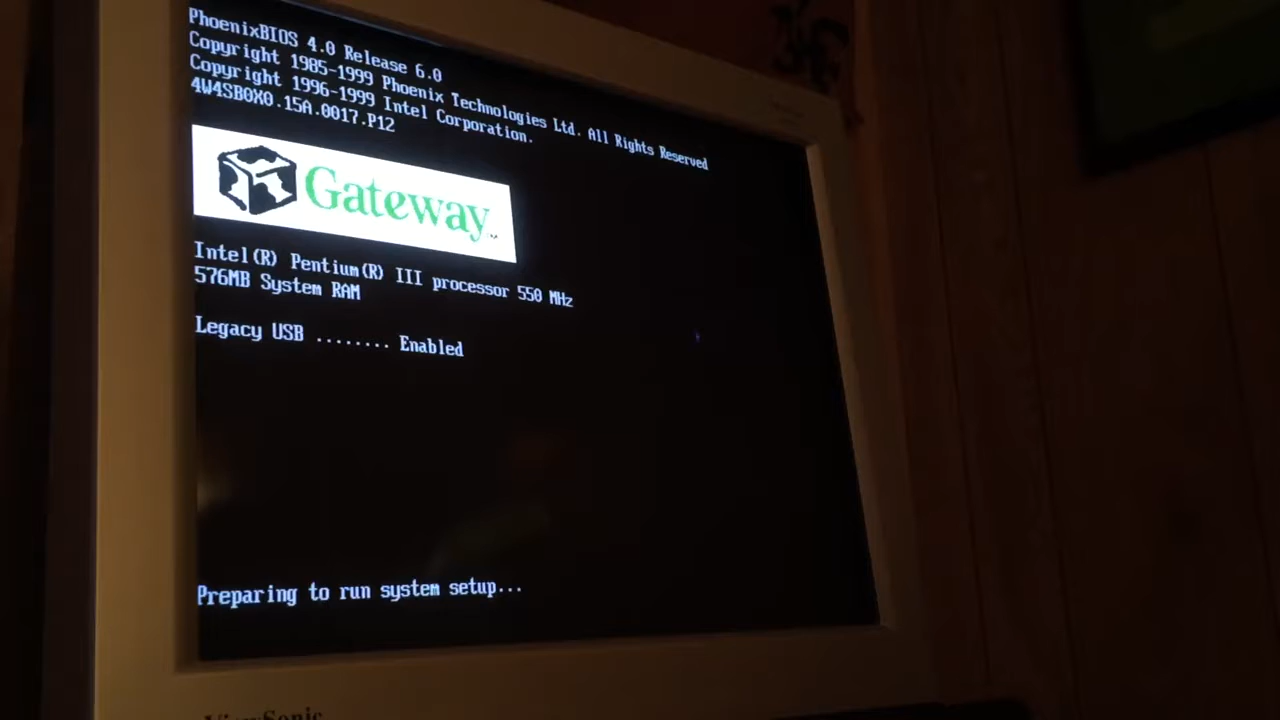 PhoenixBIOS 4.0 Release 6.0
Copyright 1985-1999 Phoenix Technologies Ltd. All Rights Reserved
Copyright 1996-1999 Intel Corporation.
4W4SB0X0.15A.0017.P12
Gateway
Intel(R) Pentium(R) III processor 550 MHz
576MB System RAM
Legacy USB ........ Enabled
Preparing to run system setup...
ViewSonic